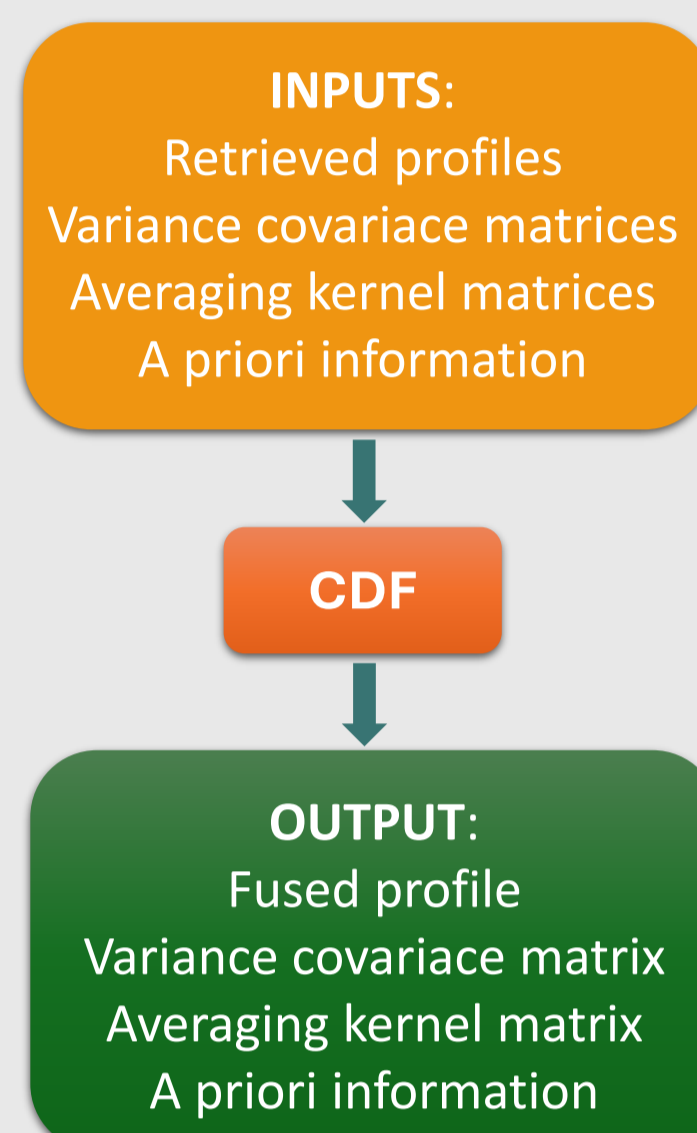 INPUTS:
Retrieved profiles
Variance covariace matrices
Averaging kernel matrices
A priori information
CDF
OUTPUT:
Fused profile
Variance covariace matrix
Averaging kernel matrix
A priori information